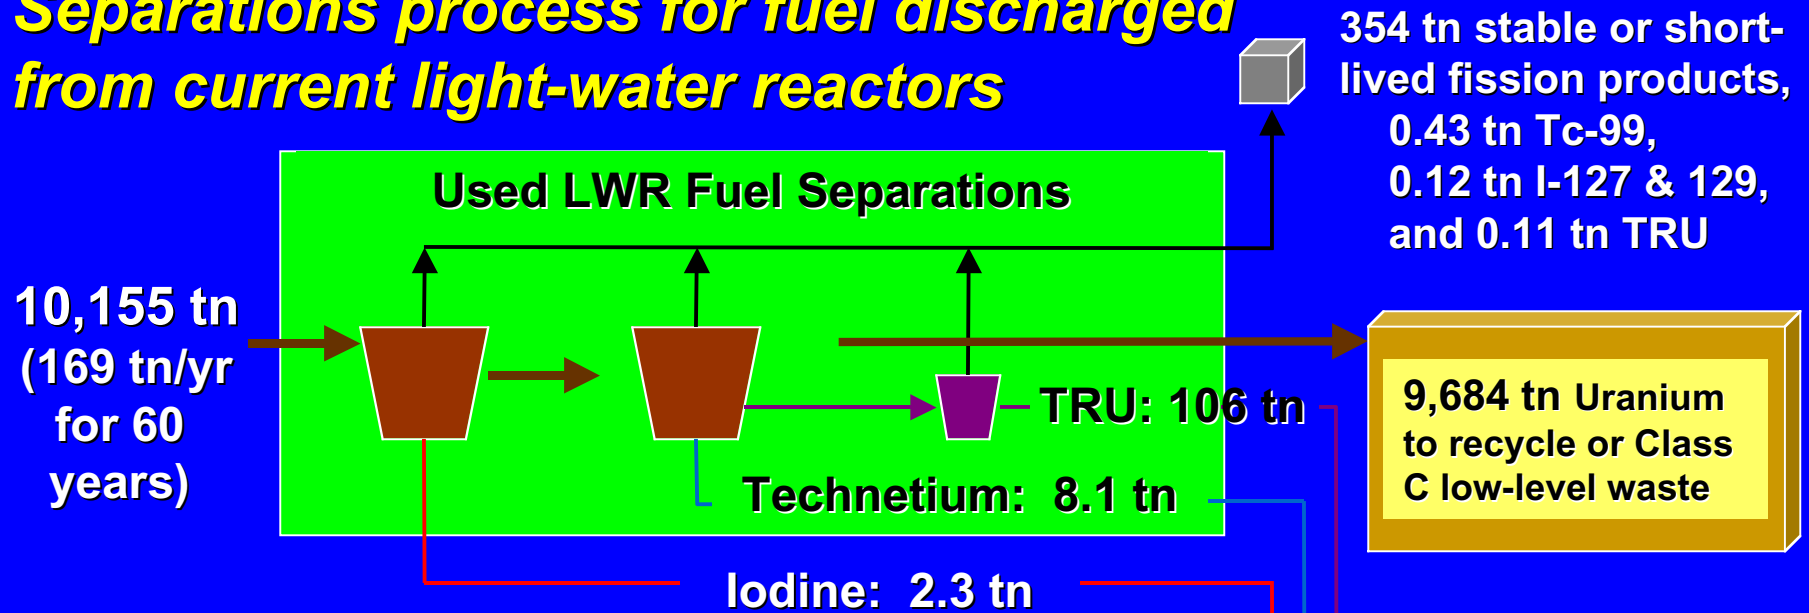 Separations process for fuel discharged
from current light-water reactors
354 tn stable or short-
lived fission products,
0.43 tn Tc-99,
0.12 tn I-127 & 129,
and 0.11 tn TRU
Used LWR Fuel Separations
10,155 tn
(169 tn/yr
for 60
years)
TRU: 106 tn
9,684 tn Uranium
to recycle or Class
C low-level waste
Technetium: 8.1 tn
Iodine: 2.3 tn